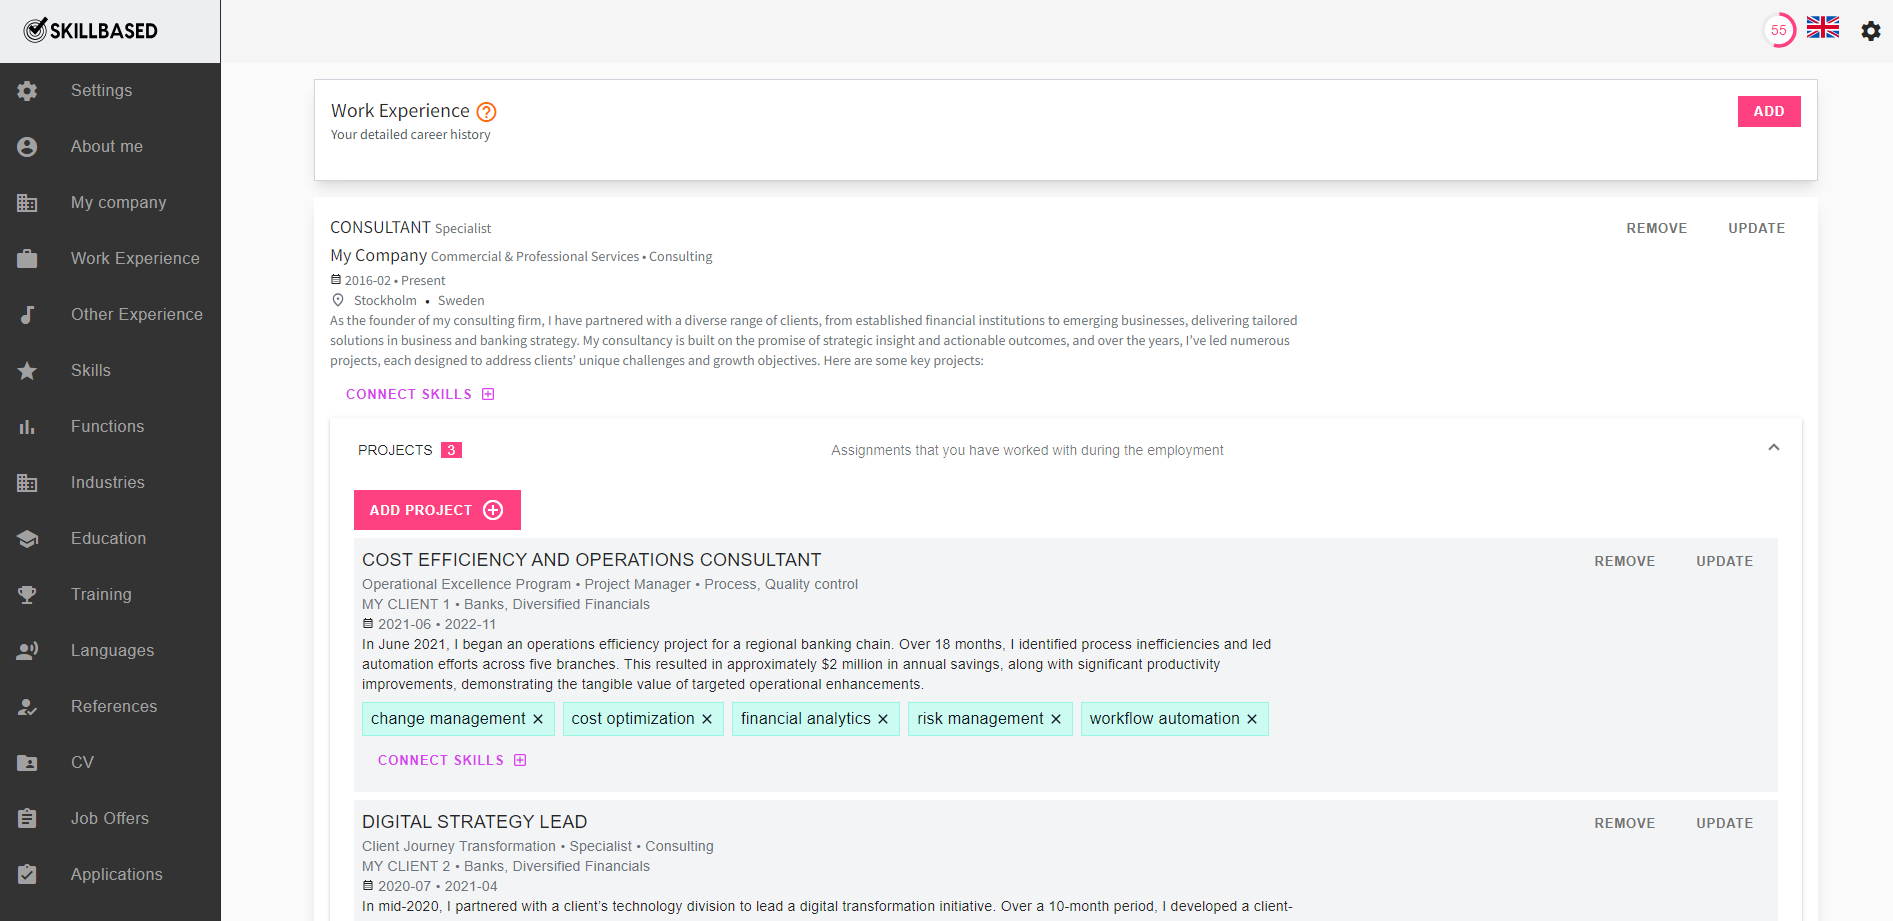 SKILLBASED
55
Settings
About me
My company
Work Experience
Other Experience
Skills
Functions
Industries
Education
Training
Languages
References
CV
Job Offers
Applications
Work Experience ?
Your detailed career history
ADD
CONSULTANT Specialist
REMOVE UPDATE
My Company Commercial & Professional Services • Consulting
2016-02 • Present
Stockholm • Sweden
As the founder of my consulting firm, I have partnered with a diverse range of clients, from established financial institutions to emerging businesses, delivering tailored
solutions in business and banking strategy. My consultancy is built on the promise of strategic insight and actionable outcomes, and over the years, I've led numerous
projects, each designed to address clients' unique challenges and growth objectives. Here are some key projects:
CONNECT SKILLS
PROJECTS 3 Assignments that you have worked with during the employment
ADD PROJECT
COST EFFICIENCY AND OPERATIONS CONSULTANT
REMOVE UPDATE
Operational Excellence Program • Project Manager • Process, Quality control
MY CLIENT 1 • Banks, Diversified Financials
2021-06 • 2022-11
In June 2021, I began an operations efficiency project for a regional banking chain. Over 18 months, I identified process inefficiencies and led
automation efforts across five branches. This resulted in approximately $2 million in annual savings, along with significant productivity
improvements, demonstrating the tangible value of targeted operational enhancements.
change management × cost optimization × financial analytics × risk management × workflow automation ×
CONNECT SKILLS
DIGITAL STRATEGY LEAD
REMOVE UPDATE
Client Journey Transformation • Specialist • Consulting
MY CLIENT 2 • Banks, Diversified Financials
2020-07 • 2021-04
In mid-2020, I partnered with a client's technology division to lead a digital transformation initiative. Over a 10-month period, I developed a client-